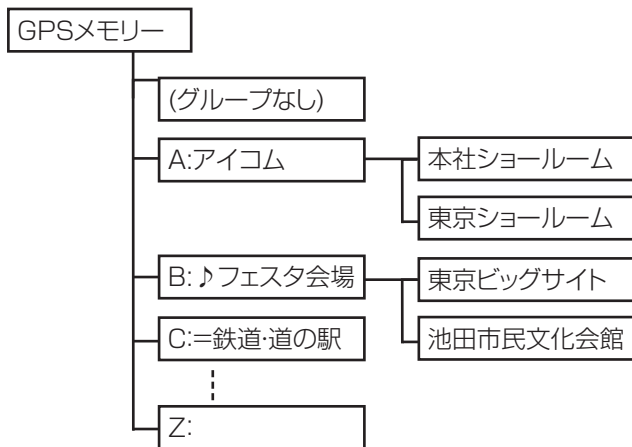 GPSメモリー
(グループなし)
A:アイコム
本社ショールーム
東京ショールーム
B:♪フェスタ会場
東京ビッグサイト
池田市民文化会館
C:=鉄道·道の駅
Z: